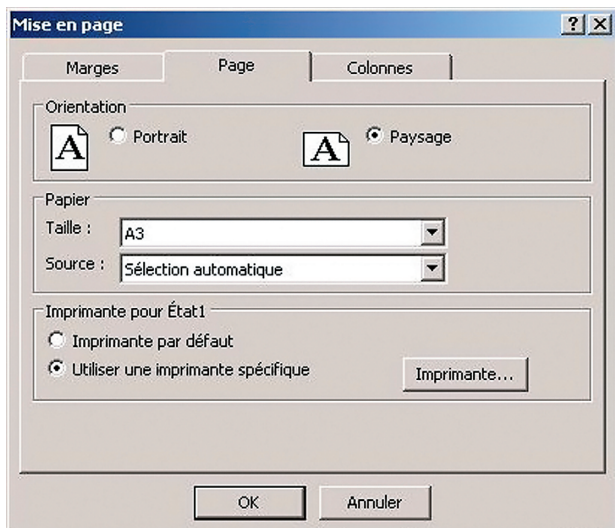 Mise en page
Marges Page Colonnes
Orientation
A Portrait A Paysage
Papier
Taille : A3
Source : Sélection automatique
Imprimante pour État1
Imprimante par défaut
Utiliser une imprimante spécifique Imprimante...
OK Annuler